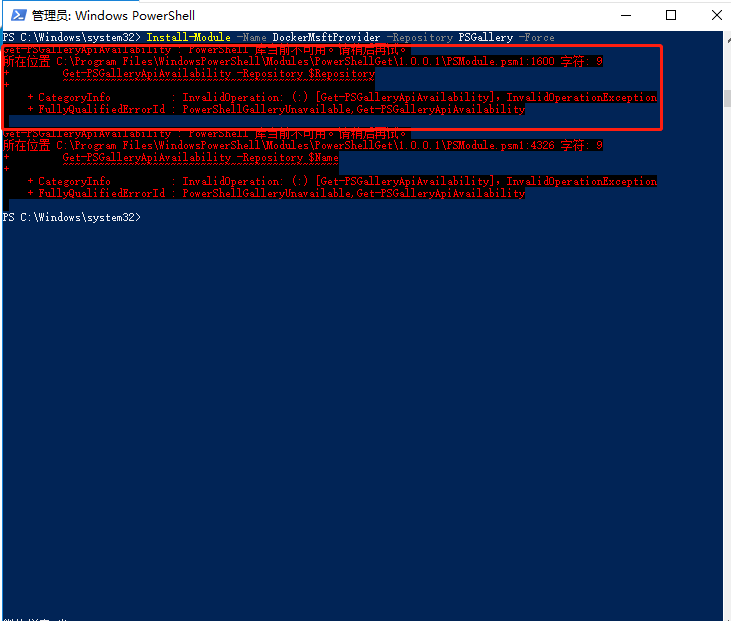 管理员: Windows PowerShell
PS C:\Windows\system32> Install-Module -Name DockerMsftProvider -Repository PSGallery -Force
Get-PSGalleryApiAvailability : PowerShell 库当前不可用。请稍后再试。
所在位置 C:\Program Files\WindowsPowerShell\Modules\PowerShellGet\1.0.0.1\PSModule.psm1:1600 字符: 9
+         Get-PSGalleryApiAvailability -Repository $Repository
+
    + CategoryInfo          : InvalidOperation: (:) [Get-PSGalleryApiAvailability], InvalidOperationException
    + FullyQualifiedErrorId : PowerShellGalleryUnavailable,Get-PSGalleryApiAvailability
Get-PSGalleryApiAvailability : PowerShell 库当前不可用。请稍后再试。
所在位置 C:\Program Files\WindowsPowerShell\Modules\PowerShellGet\1.0.0.1\PSModule.psm1:4326 字符: 9
+         Get-PSGalleryApiAvailability -Repository $Name
+
    + CategoryInfo          : InvalidOperation: (:) [Get-PSGalleryApiAvailability], InvalidOperationException
    + FullyQualifiedErrorId : PowerShellGalleryUnavailable,Get-PSGalleryApiAvailability
PS C:\Windows\system32>